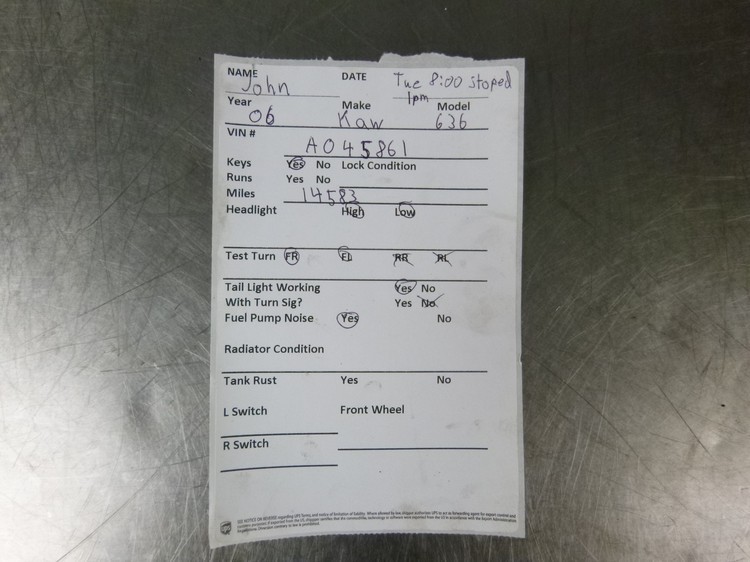 NAME John DATE Tue 8:00 stoped
1pm
Year 06 Make Kaw Model 636
VIN # A045861
Keys Yes No Lock Condition
Runs Yes No
Miles 14583
Headlight High Low
Test Turn FR FL RR RL
Tail Light Working Yes No
With Turn Sig? Yes No
Fuel Pump Noise Yes No
Radiator Condition
Tank Rust Yes No
L Switch Front Wheel
R Switch